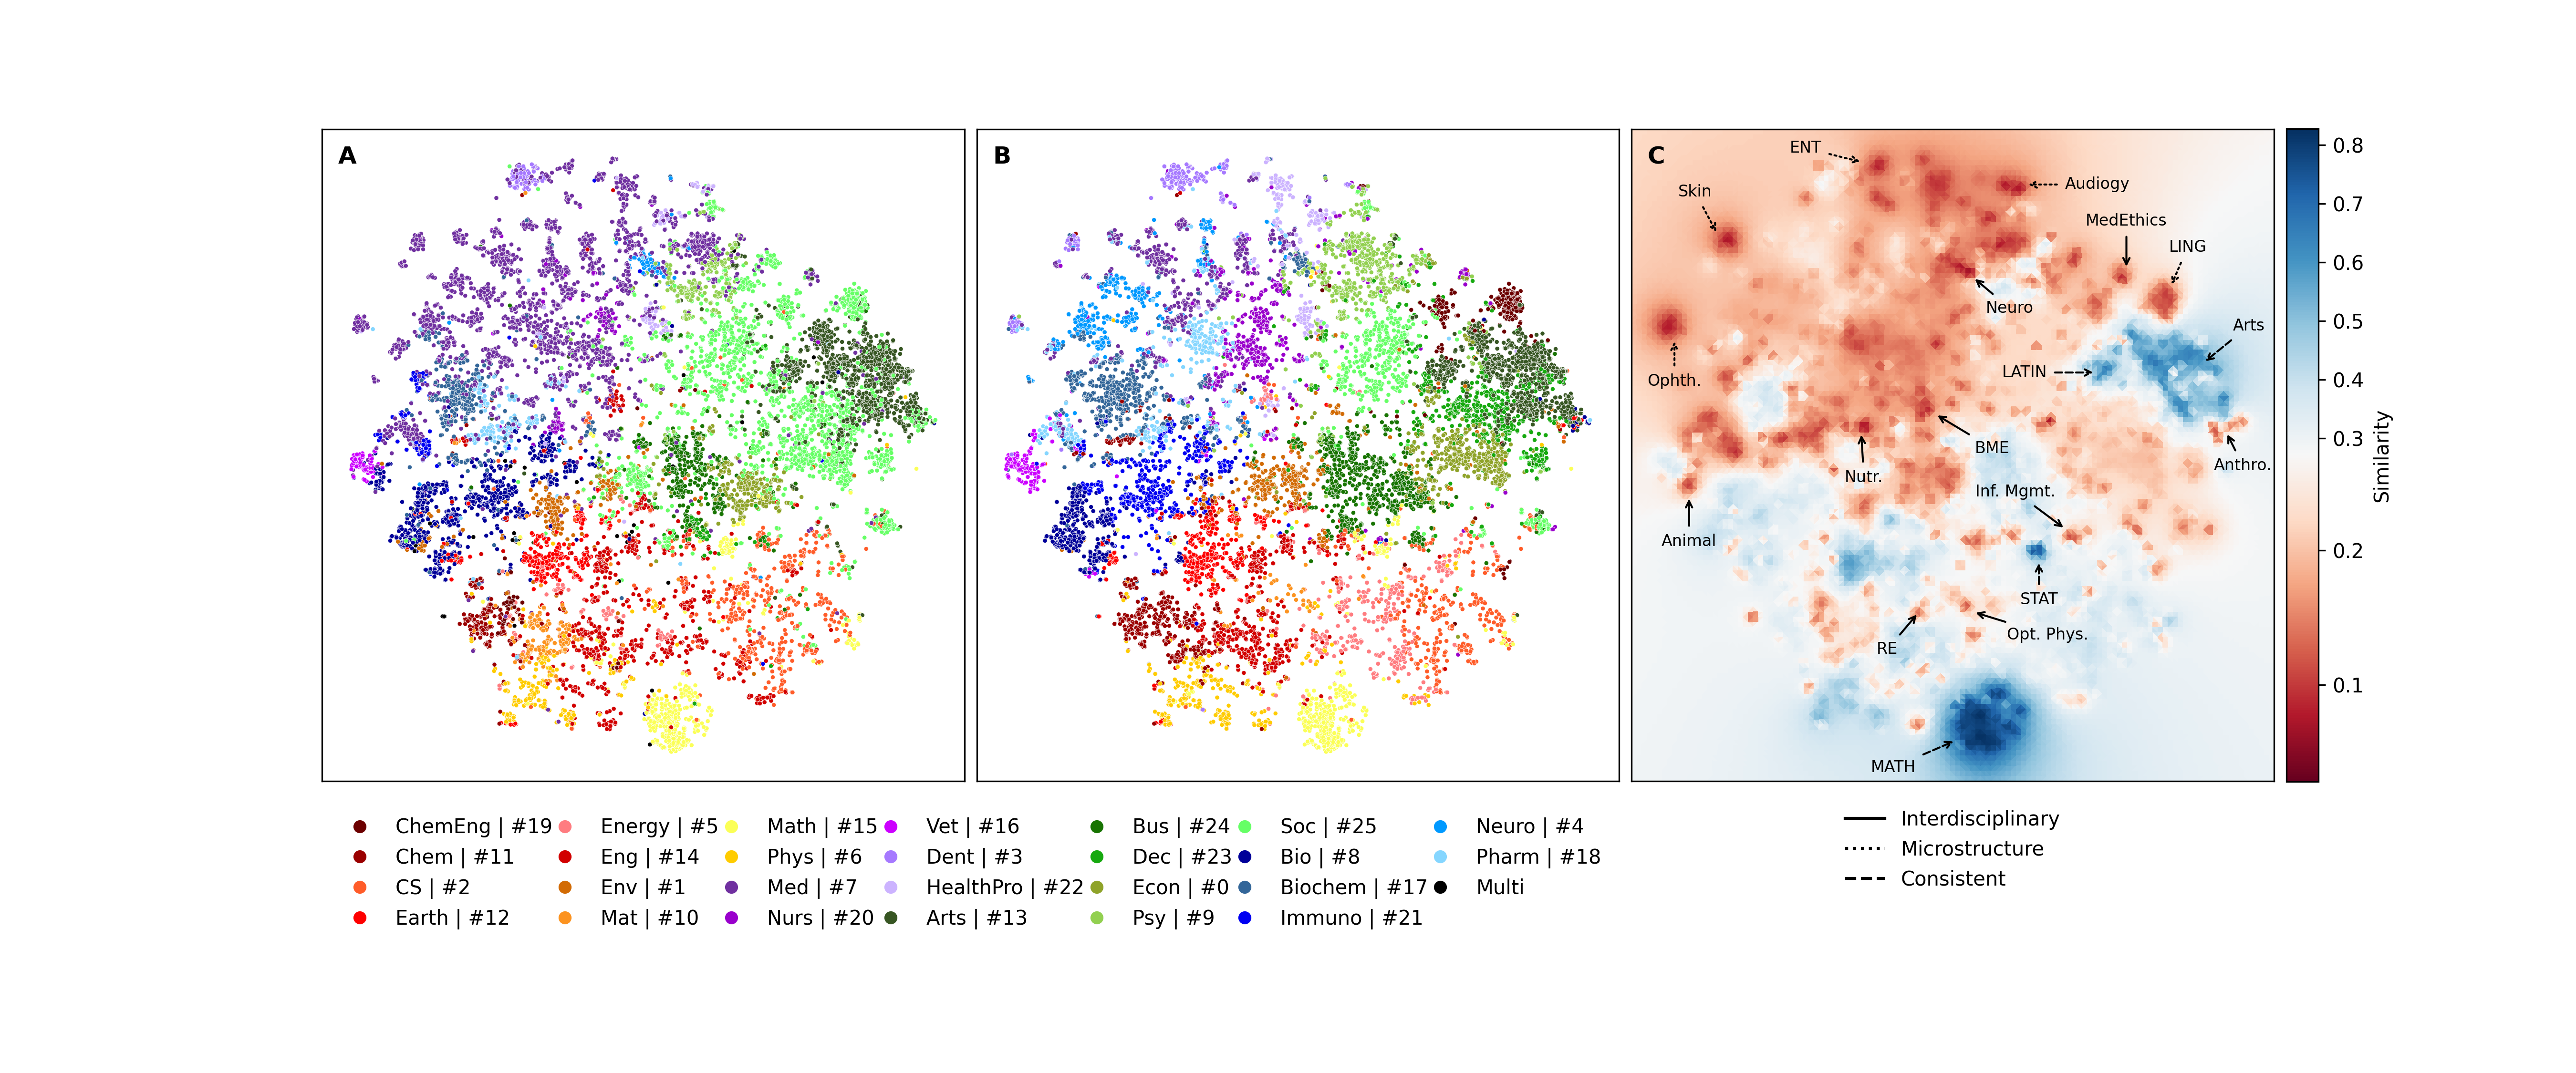 A
B
C
ENT
Audiogy
Skin
MedEthics
LING
Neuro
Arts
LATIN
Ophth.
BME
Anthro.
Nutr.
Inf. Mgmt.
Animal
STAT
Opt. Phys.
RE
MATH
0.8
0.7
0.6
0.5
0.4
0.3
0.2
0.1
Similarity
ChemEng | #19
Chem | #11
CS | #2
Earth | #12
Energy | #5
Eng | #14
Env | #1
Mat | #10
Math | #15
Phys | #6
Med | #7
Nurs | #20
Vet | #16
Dent | #3
HealthPro | #22
Arts | #13
Bus | #24
Dec | #23
Econ | #0
Psy | #9
Soc | #25
Bio | #8
Biochem | #17
Immuno | #21
Neuro | #4
Pharm | #18
Multi
Interdisciplinary
Microstructure
Consistent